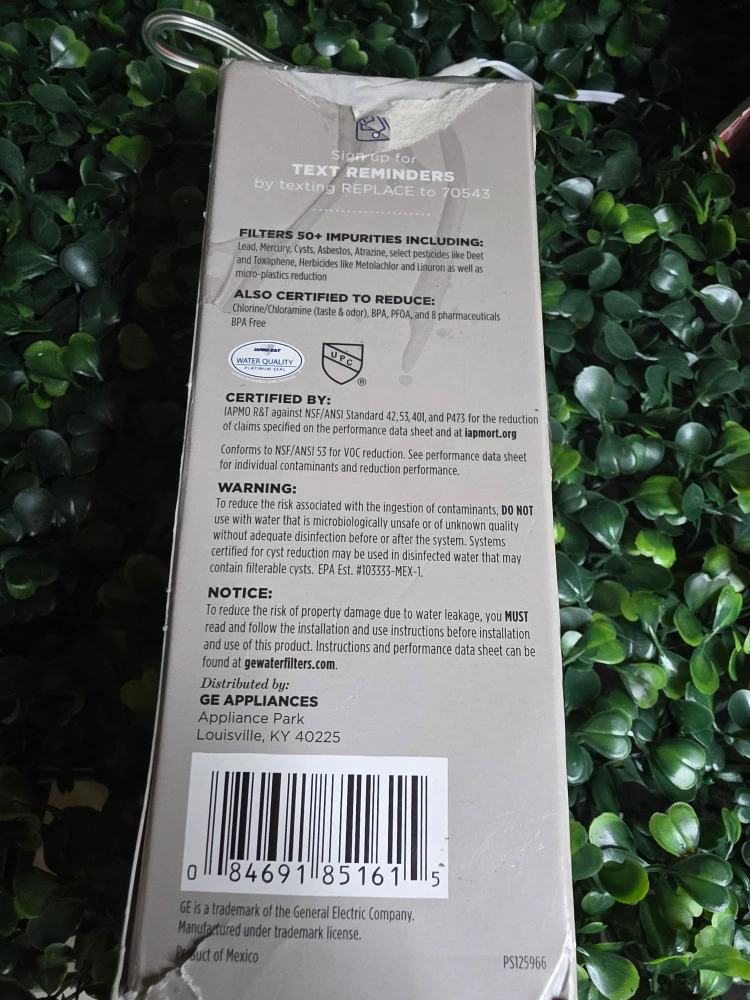 Sign up for
TEXT REMINDERS
by texting REPLACE to 70543
FILTERS 50+ IMPURITIES INCLUDING:
Lead, Mercury, Cysts, Asbestos, Atrazine, select pesticides like Deet
and Toxaphene, Herbicides like Metolachlor and Linuron as well as
micro-plastics reduction
ALSO CERTIFIED TO REDUCE:
Chlorine/Chloramine (taste & odor), BPA, PFOA, and 8 pharmaceuticals
BPA Free
IAPMO R&T
WATER QUALITY
PLATINUM SEAL
UPC
®
CERTIFIED BY:
IAPMO R&T against NSF/ANSI Standard 42, 53, 401, and P473 for the reduction
of claims specified on the performance data sheet and at iapmort.org
Conforms to NSF/ANSI 53 for VOC reduction. See performance data sheet
for individual contaminants and reduction performance.
WARNING:
To reduce the risk associated with the ingestion of contaminants, DO NOT
use with water that is microbiologically unsafe or of unknown quality
without adequate disinfection before or after the system. Systems
certified for cyst reduction may be used in disinfected water that may
contain filterable cysts. EPA Est. #103333-MEX-1.
NOTICE:
To reduce the risk of property damage due to water leakage, you MUST
read and follow the installation and use instructions before installation
and use of this product. Instructions and performance data sheet can be
found at gewaterfilters.com.
Distributed by:
GE APPLIANCES
Appliance Park
Louisville, KY 40225
0 84691 85161 5
GE is a trademark of the General Electric Company.
Manufactured under trademark license.
Product of Mexico
PS125966